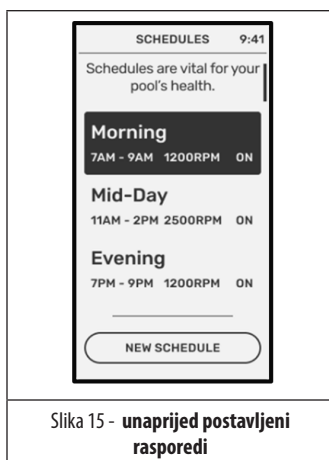 SCHEDULES 9:41
Schedules are vital for your
pool's health.
Morning
7AM - 9AM 1200RPM ON
Mid-Day
11AM - 2PM 2500RPM ON
Evening
7PM - 9PM 1200RPM ON
NEW SCHEDULE
Slika 15 - unaprijed postavljeni
rasporedi